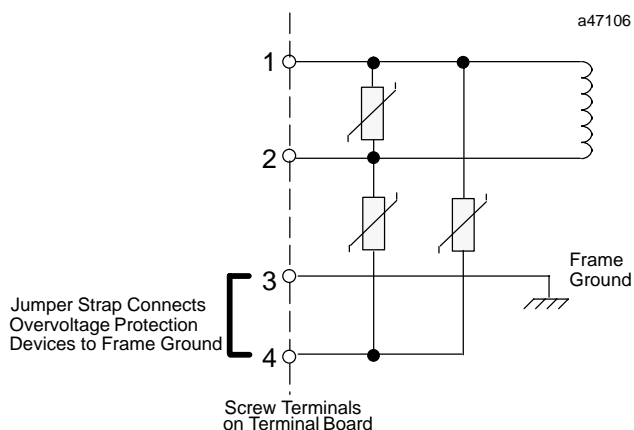 a47106
1
2
3
4
Frame
Ground
Jumper Strap Connects
Overvoltage Protection
Devices to Frame Ground
Screw Terminals
on Terminal Board